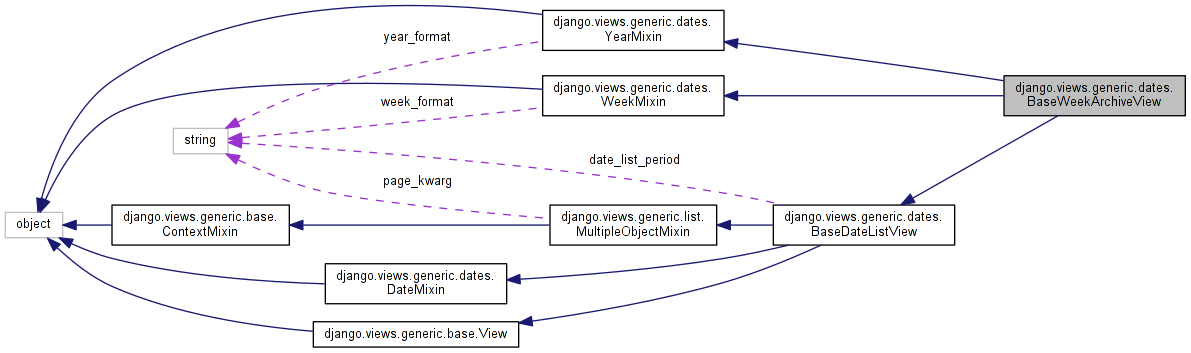 django.views.generic.dates.
YearMixin
year_format
django.views.generic.dates.
WeekMixin
week_format
django.views.generic.dates.
BaseWeekArchiveView
string
date_list_period
page_kwarg
object
django.views.generic.base.
ContextMixin
django.views.generic.list.
MultipleObjectMixin
django.views.generic.dates.
BaseDateListView
django.views.generic.dates.
DateMixin
django.views.generic.base.View